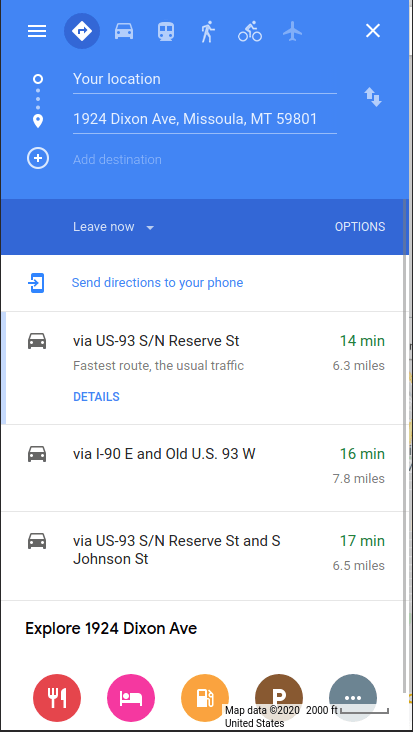 Your location
1924 Dixon Ave, Missoula, MT 59801
Add destination
Leave now
OPTIONS
Send directions to your phone
via US-93 S/N Reserve St 14 min
Fastest route, the usual traffic 6.3 miles
DETAILS
via I-90 E and Old U.S. 93 W 16 min
7.8 miles
via US-93 S/N Reserve St and S 17 min
Johnson St 6.5 miles
Explore 1924 Dixon Ave
P
Map data ©2020 2000 ft
United States